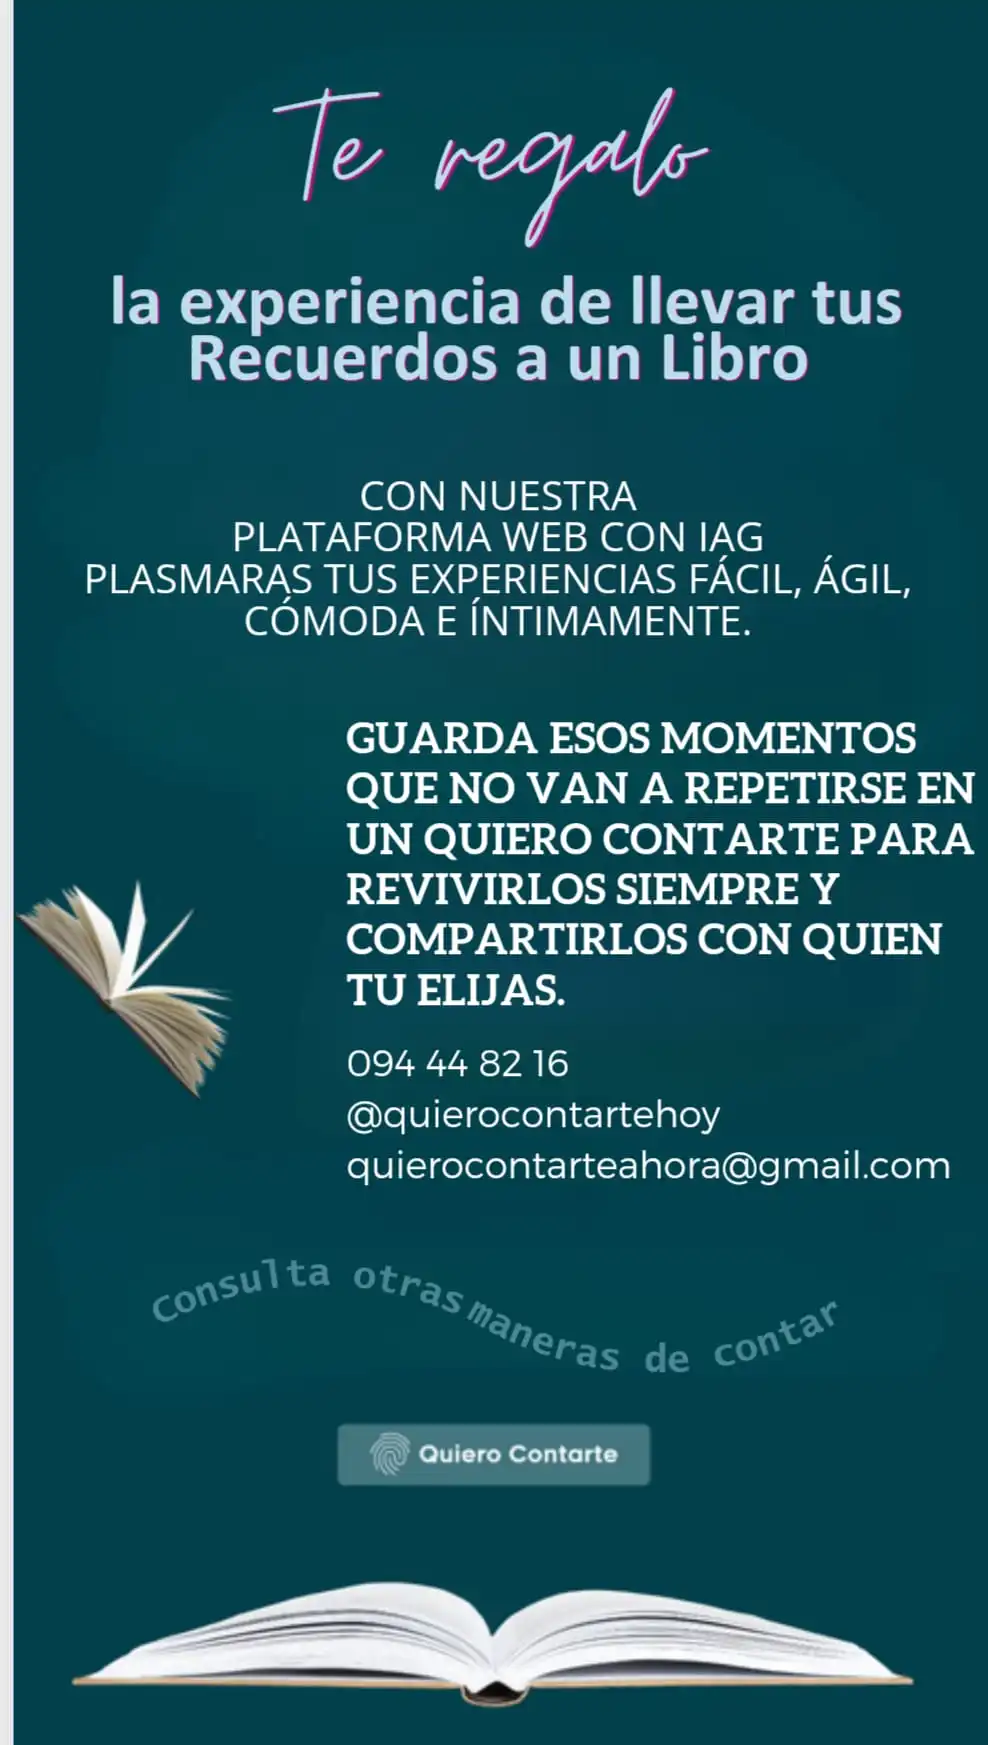 Te regalo
la experiencia de llevar tus
Recuerdos a un Libro
CON NUESTRA
PLATAFORMA WEB CON IAG
PLASMARAS TUS EXPERIENCIAS FÁCIL, ÁGIL,
CÓMODA E ÍNTIMAMENTE.
GUARDA ESOS MOMENTOS
QUE NO VAN A REPETIRSE EN
UN QUIERO CONTARTE PARA
REVIVIRLOS SIEMPRE Y
COMPARTIRLOS CON QUIEN
TU ELIJAS.
094 44 82 16
@quierocontartehoy
quierocontarteahora@gmail.com
Consulta otras maneras de contar
Quiero Contarte